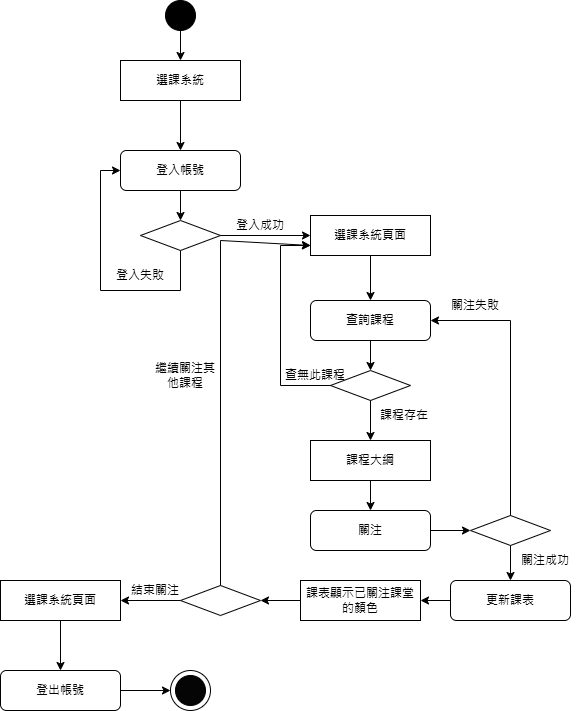 選課系統
登入帳號
登入成功
登入失敗
選課系統頁面
關注失敗
查詢課程
繼續關注其
他課程
查無此課程
課程存在
課程大綱
關注
關注成功
結束關注
選課系統頁面
課表顯示已關注課堂
的顏色
更新課表
登出帳號